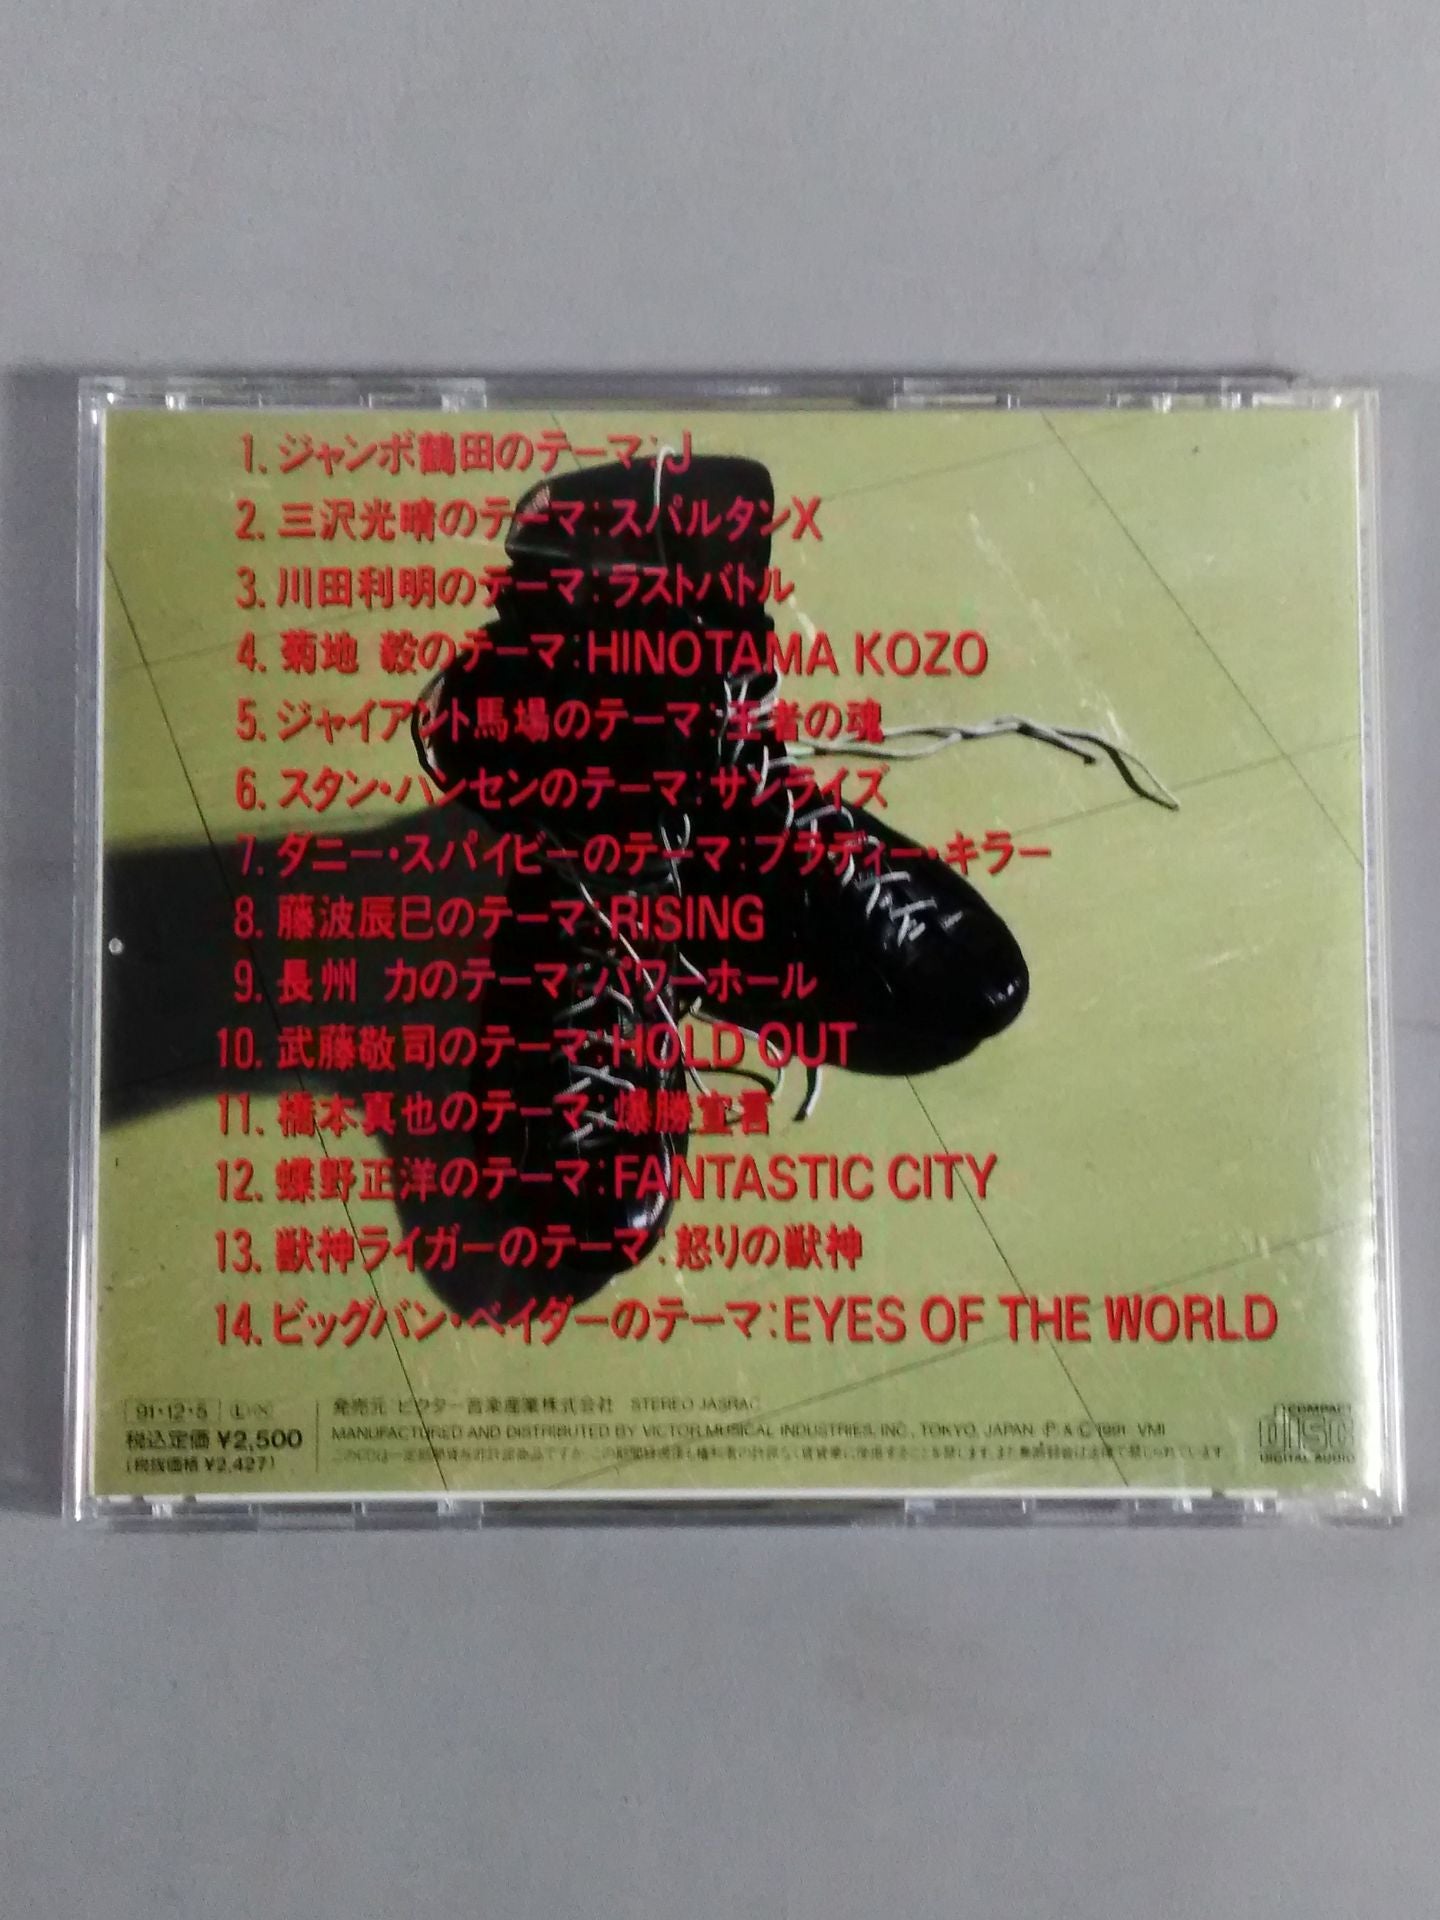 1. ジャンボ鶴田のテーマ:J
2. 三沢光晴のテーマ:スパルタンX
3. 川田利明のテーマ:ラストバトル
4. 菊地 毅のテーマ:HINOTAMA KOZO
5. ジャイアント馬場のテーマ:王者の魂
6. スタン・ハンセンのテーマ:サンライズ
7. ダニー・スパイビーのテーマ:ブラディー・キラー
8. 藤波辰巳のテーマ:RISING
9. 長州 力のテーマ:パワーホール
10. 武藤敬司のテーマ:HOLD OUT
11.橋本真也のテーマ:爆勝宣言
12. 蝶野正洋のテーマ:FANTASTIC CITY
13. 獣神ライガーのテーマ:怒りの獣神
14. ビッグバン・ベイダーのテーマ:EYES OF THE WORLD
91・12・5
税込定価 ¥2,500
(税抜価格 ¥2,427)
発売元 ビクター音楽産業株式会社 STEREO JASRAC
MANUFACTURED AND DISTRIBUTED BY VICTOR MUSICAL INDUSTRIES, INC., TOKYO, JAPAN Ⓟ & © 1991 VMI
COMPACT
disc
DIGITAL AUDIO